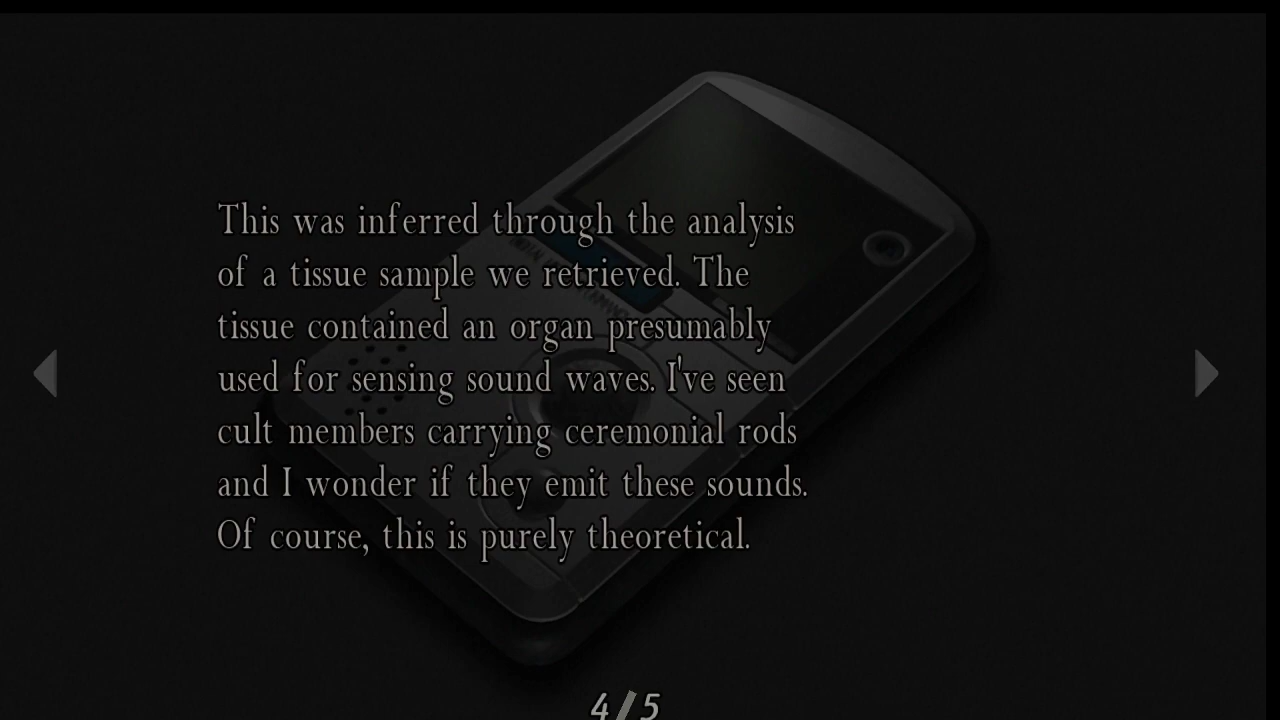 This was inferred through the analysis
of a tissue sample we retrieved. The
tissue contained an organ presumably
used for sensing sound waves. I've seen
cult members carrying ceremonial rods
and I wonder if they emit these sounds.
Of course, this is purely theoretical.
4/5